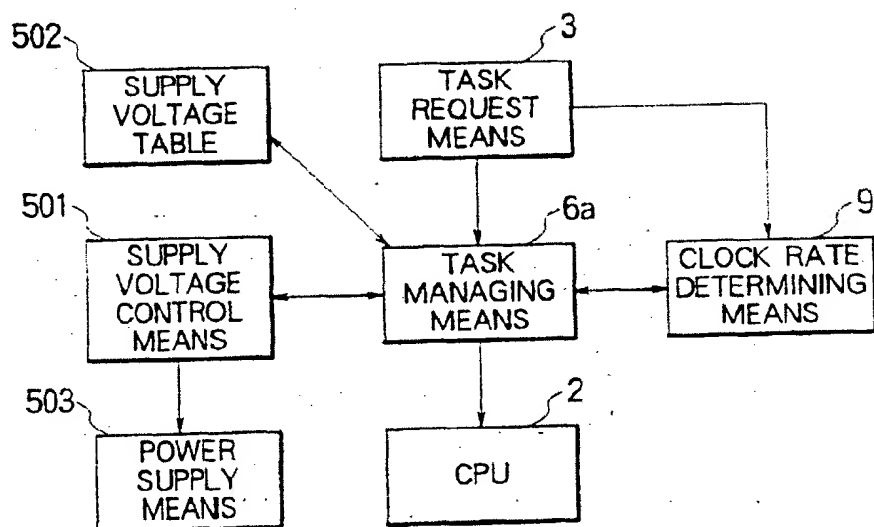 502
SUPPLY
VOLTAGE
TABLE
3
TASK
REQUEST
MEANS
501
SUPPLY
VOLTAGE
CONTROL
MEANS
6a
TASK
MANAGING
MEANS
9
CLOCK RATE
DETERMINING
MEANS
503
POWER
SUPPLY
MEANS
2
CPU